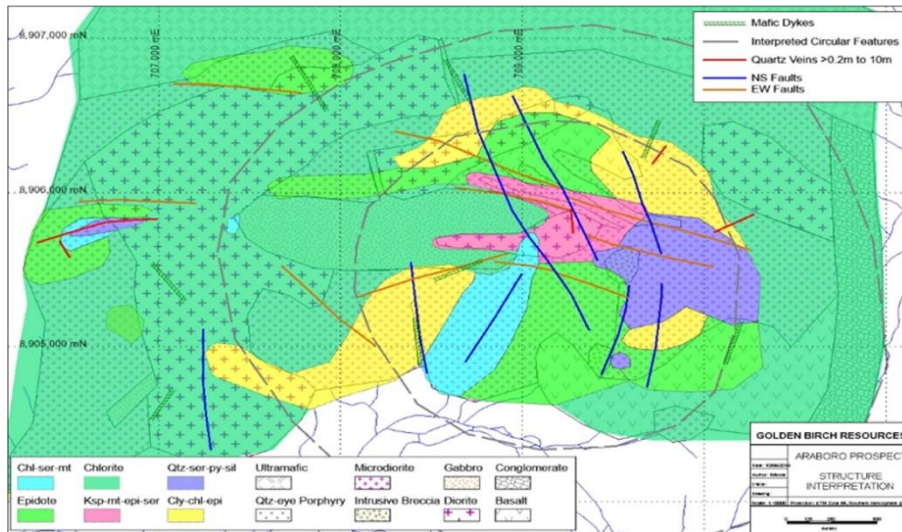 8,907,000 mN
707,000 mE
708,000 mE
709,000 mE
Mafic Dykes
Interpreted Circular Features
Quartz Veins >0.2m to 10m
NS Faults
EW Faults
8,906,000 mN
8,905,000 mN
Chl-ser-mt Chlorite Qtz-ser-py-sil Ultramafic Microdiorite Gabbro Conglomerate
Epidote Ksp-mt-epi-ser Cly-chl-epi Qtz-eye Porphyry Intrusive Breccia Diorite Basalt
GOLDEN BIRCH RESOURCES
ARABORO PROSPECT
STRUCTURE
INTERPRETATION